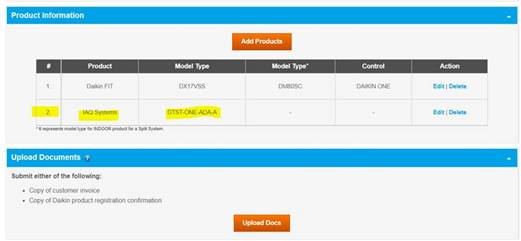 Product Information
Add Products
# Product Model Type Model Type* Control Action
1. Daikin FIT DX17VSS DM80SC DAIKIN ONE Edit | Delete
2. IAQ Systems DTST-ONE-ADA-A - - Edit | Delete
* It represents model type for INDOOR product for a Split System.
Upload Documents ?
Submit either of the following:
• Copy of customer invoice
• Copy of Daikin product registration confirmation
Upload Docs